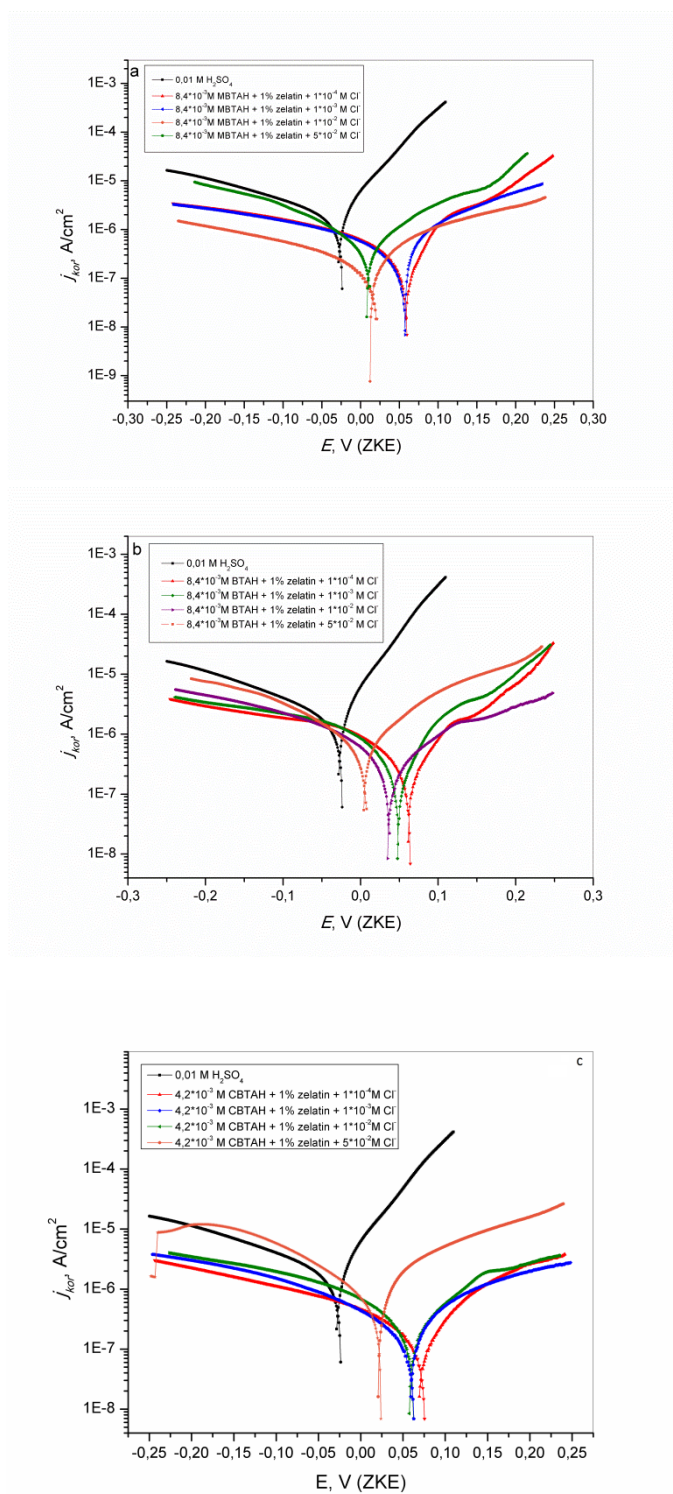 a
0,01 M H₂SO₄
8,4*10⁻³M MBTAH + 1% zelatin + 1*10⁻⁴ M Cl⁻
8,4*10⁻³M MBTAH + 1% zelatin + 1*10⁻³ M Cl⁻
8,4*10⁻³M MBTAH + 1% zelatin + 1*10⁻² M Cl⁻
8,4*10⁻³M MBTAH + 1% zelatin + 5*10⁻² M Cl⁻
1E-3
1E-4
1E-5
1E-6
1E-7
1E-8
1E-9
j_kor, A/cm²
-0,30 -0,25 -0,20 -0,15 -0,10 -0,05 0,00 0,05 0,10 0,15 0,20 0,25 0,30
E, V (ZKE)
b
0,01 M H₂SO₄
8,4*10⁻³M BTAH + 1% zelatin + 1*10⁻⁴ M Cl⁻
8,4*10⁻³M BTAH + 1% zelatin + 1*10⁻³ M Cl⁻
8,4*10⁻³M BTAH + 1% zelatin + 1*10⁻² M Cl⁻
8,4*10⁻³M BTAH + 1% zelatin + 5*10⁻² M Cl⁻
1E-3
1E-4
1E-5
1E-6
1E-7
1E-8
j_kor, A/cm²
-0,3 -0,2 -0,1 0,0 0,1 0,2 0,3
E, V (ZKE)
c
0,01 M H₂SO₄
4,2*10⁻³ M CBTAH + 1% zelatin + 1*10⁻⁴M Cl⁻
4,2*10⁻³ M CBTAH + 1% zelatin + 1*10⁻³M Cl⁻
4,2*10⁻³ M CBTAH + 1% zelatin + 1*10⁻²M Cl⁻
4,2*10⁻³ M CBTAH + 1% zelatin + 5*10⁻²M Cl⁻
1E-3
1E-4
1E-5
1E-6
1E-7
1E-8
j_kor, A/cm²
-0,25 -0,20 -0,15 -0,10 -0,05 0,00 0,05 0,10 0,15 0,20 0,25
E, V (ZKE)